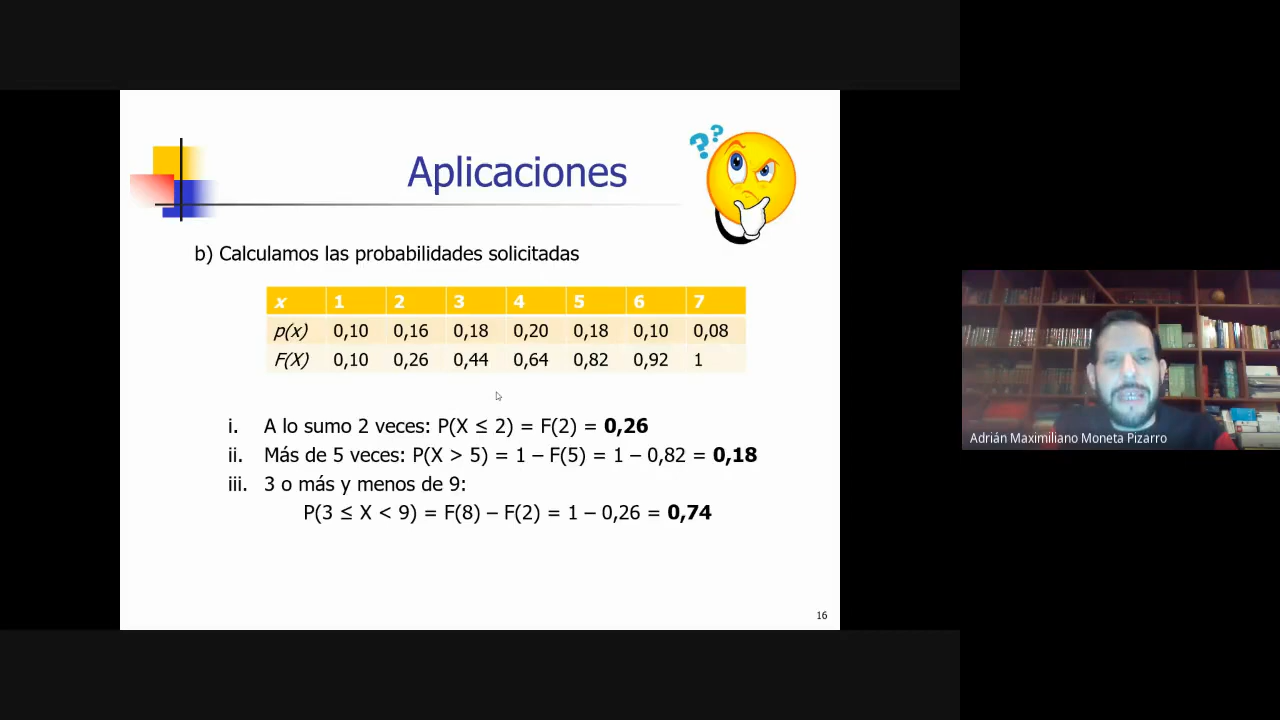 ??
Aplicaciones
b) Calculamos las probabilidades solicitadas
x 1 2 3 4 5 6 7
p(x) 0,10 0,16 0,18 0,20 0,18 0,10 0,08
F(X) 0,10 0,26 0,44 0,64 0,82 0,92 1
i. A lo sumo 2 veces: P(X ≤ 2) = F(2) = 0,26
ii. Más de 5 veces: P(X > 5) = 1 – F(5) = 1 – 0,82 = 0,18
iii. 3 o más y menos de 9:
P(3 ≤ X < 9) = F(8) – F(2) = 1 – 0,26 = 0,74
16
Adrián Maximiliano Moneta Pizarro